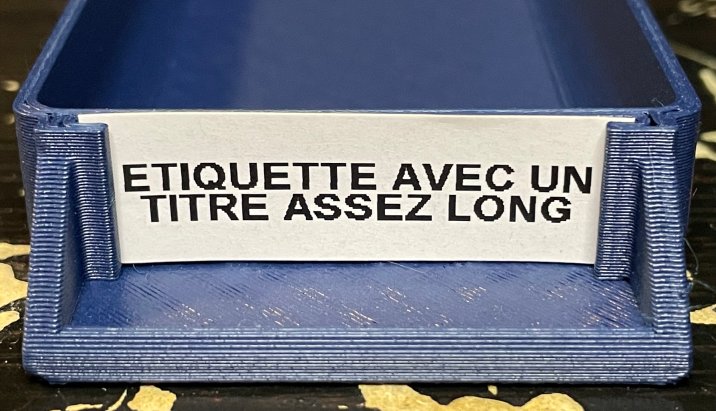 ETIQUETTE AVEC UN
TITRE ASSEZ LONG